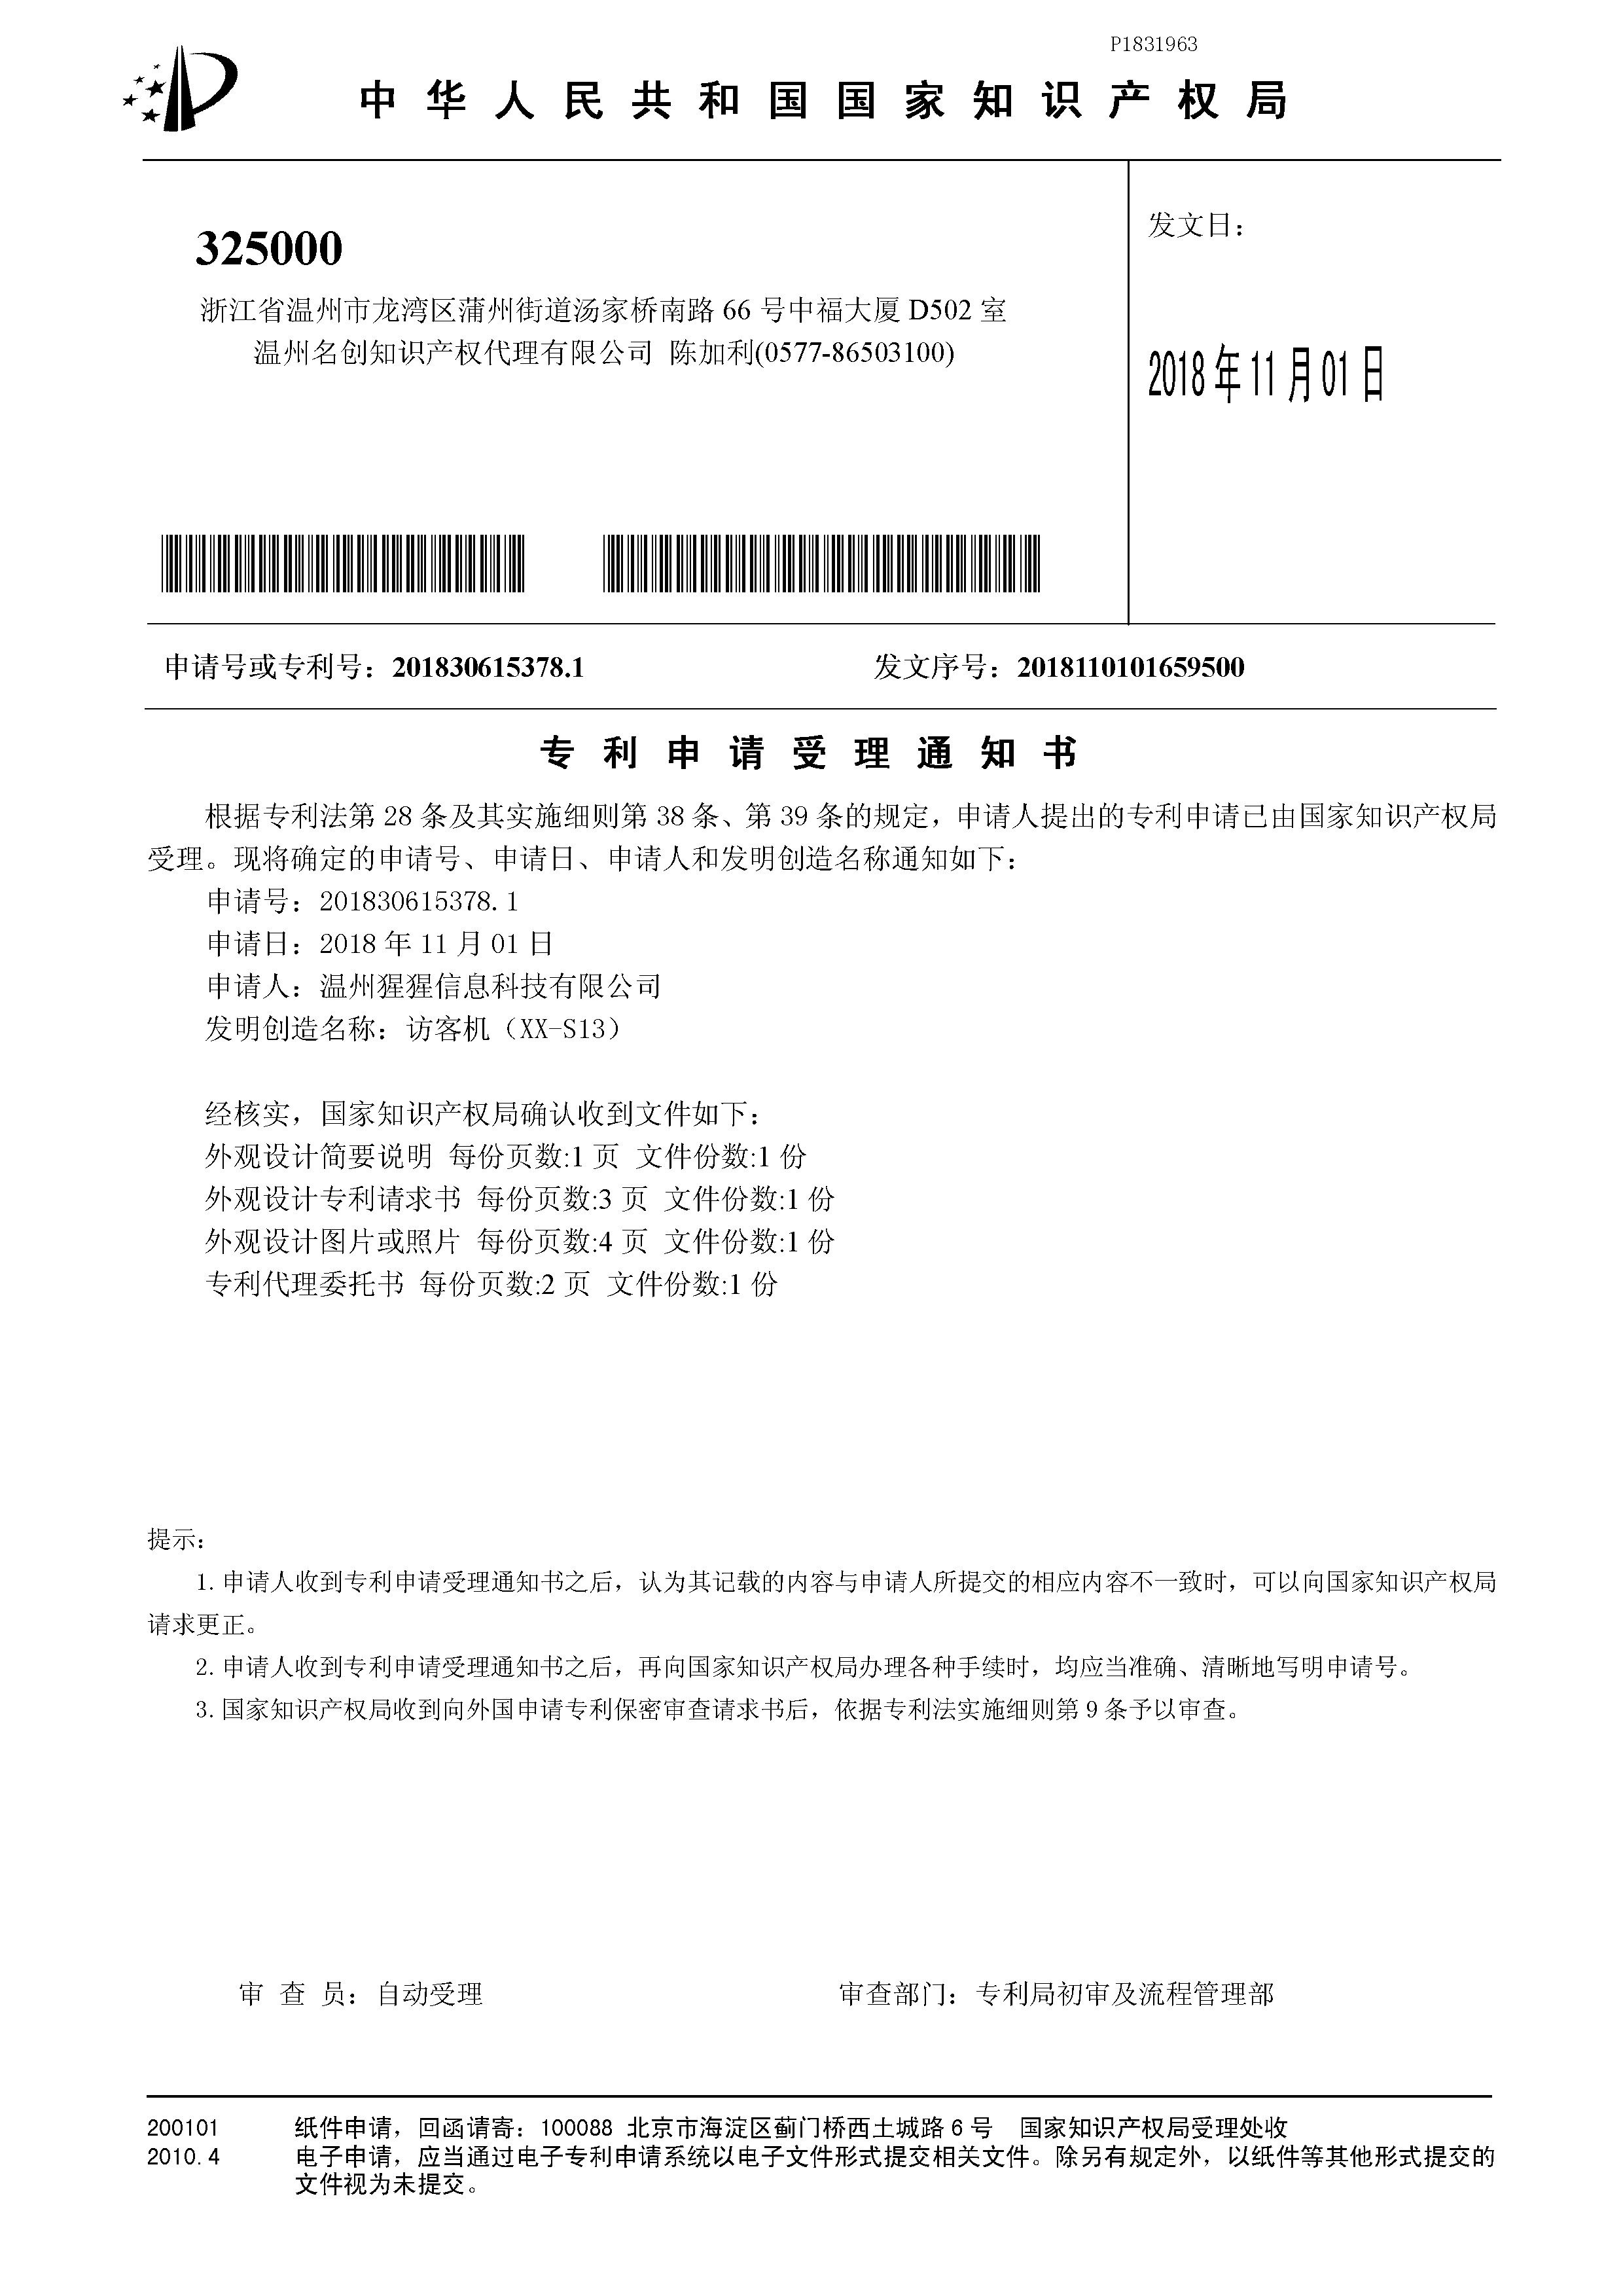 P1831963
中华人民共和国国家知识产权局
325000
发文日：
浙江省温州市龙湾区蒲州街道汤家桥南路 66 号中福大厦 D502 室
温州名创知识产权代理有限公司 陈加利(0577-86503100)
2018 年 11 月 01 日
申请号或专利号：201830615378.1 发文序号：2018110101659500
专利申请受理通知书
根据专利法第 28 条及其实施细则第 38 条、第 39 条的规定，申请人提出的专利申请已由国家知识产权局
受理。现将确定的申请号、申请日、申请人和发明创造名称通知如下：
申请号：201830615378.1
申请日：2018 年 11 月 01 日
申请人：温州猩猩信息科技有限公司
发明创造名称：访客机（XX-S13）
经核实，国家知识产权局确认收到文件如下：
外观设计简要说明 每份页数:1 页 文件份数:1 份
外观设计专利请求书 每份页数:3 页 文件份数:1 份
外观设计图片或照片 每份页数:4 页 文件份数:1 份
专利代理委托书 每份页数:2 页 文件份数:1 份
提示：
1. 申请人收到专利申请受理通知书之后，认为其记载的内容与申请人所提交的相应内容不一致时，可以向国家知识产权局
请求更正。
2. 申请人收到专利申请受理通知书之后，再向国家知识产权局办理各种手续时，均应当准确、清晰地写明申请号。
3. 国家知识产权局收到向外国申请专利保密审查请求书后，依据专利法实施细则第 9 条予以审查。
审 查 员：自动受理 审查部门：专利局初审及流程管理部
200101 纸件申请，回函请寄：100088 北京市海淀区蓟门桥西土城路 6 号 国家知识产权局受理处收
2010.4 电子申请，应当通过电子专利申请系统以电子文件形式提交相关文件。除另有规定外，以纸件等其他形式提交的
文件视为未提交。